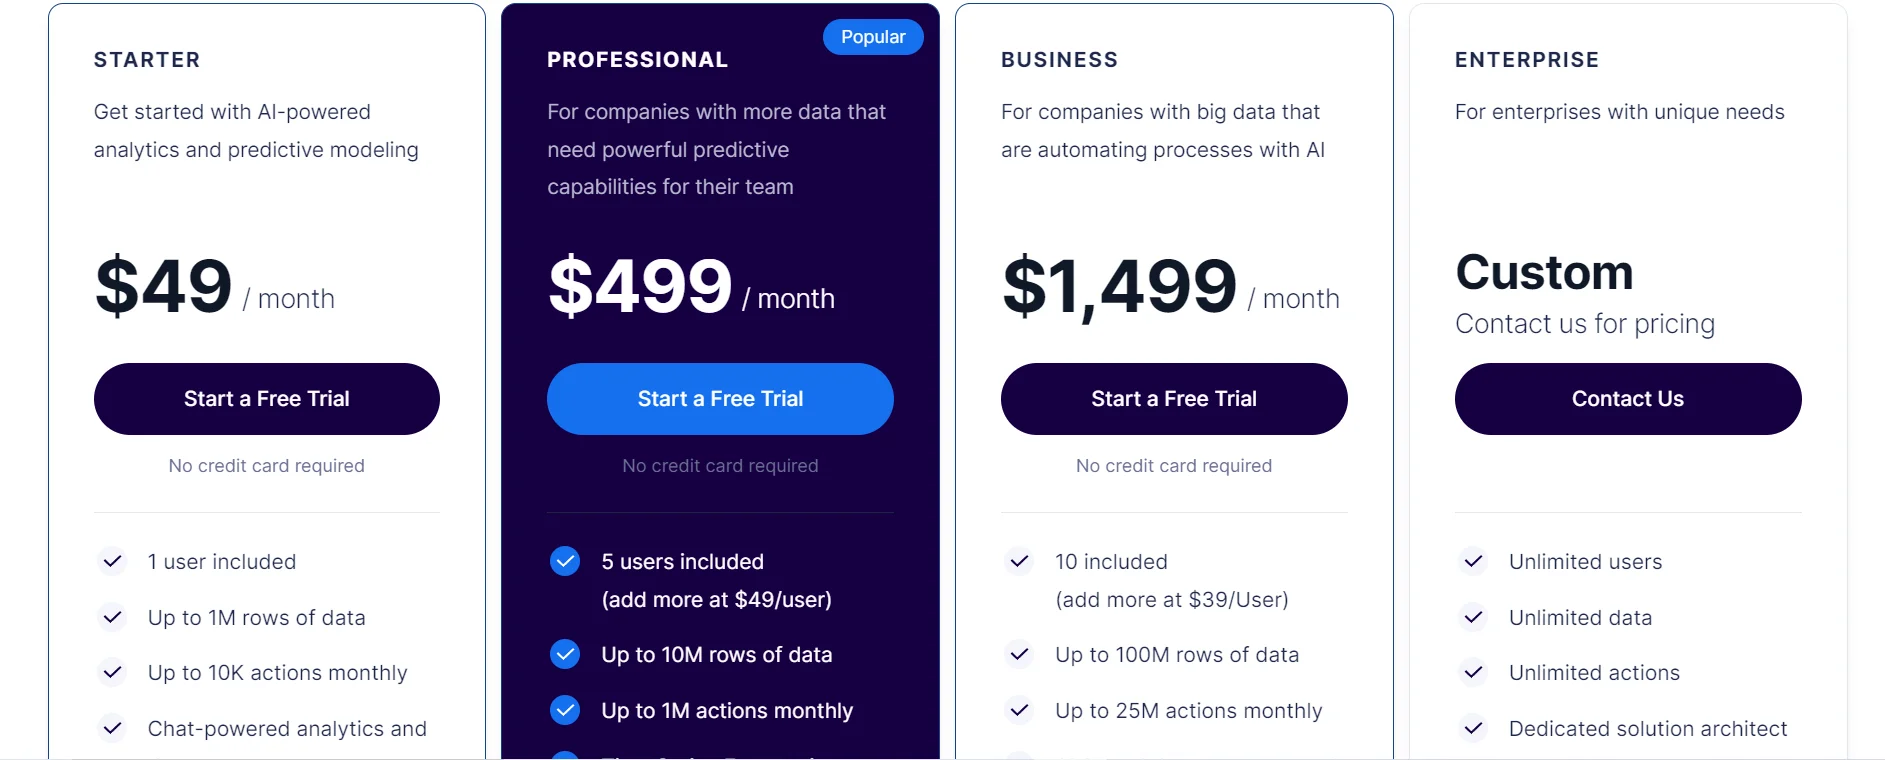 STARTER
Get started with AI-powered
analytics and predictive modeling
$49 / month
Start a Free Trial
No credit card required
1 user included
Up to 1M rows of data
Up to 10K actions monthly
Chat-powered analytics and
Popular
PROFESSIONAL
For companies with more data that
need powerful predictive
capabilities for their team
$499 / month
Start a Free Trial
No credit card required
5 users included
(add more at $49/user)
Up to 10M rows of data
Up to 1M actions monthly
BUSINESS
For companies with big data that
are automating processes with AI
$1,499 / month
Start a Free Trial
No credit card required
10 included
(add more at $39/User)
Up to 100M rows of data
Up to 25M actions monthly
ENTERPRISE
For enterprises with unique needs
Custom
Contact us for pricing
Contact Us
Unlimited users
Unlimited data
Unlimited actions
Dedicated solution architect